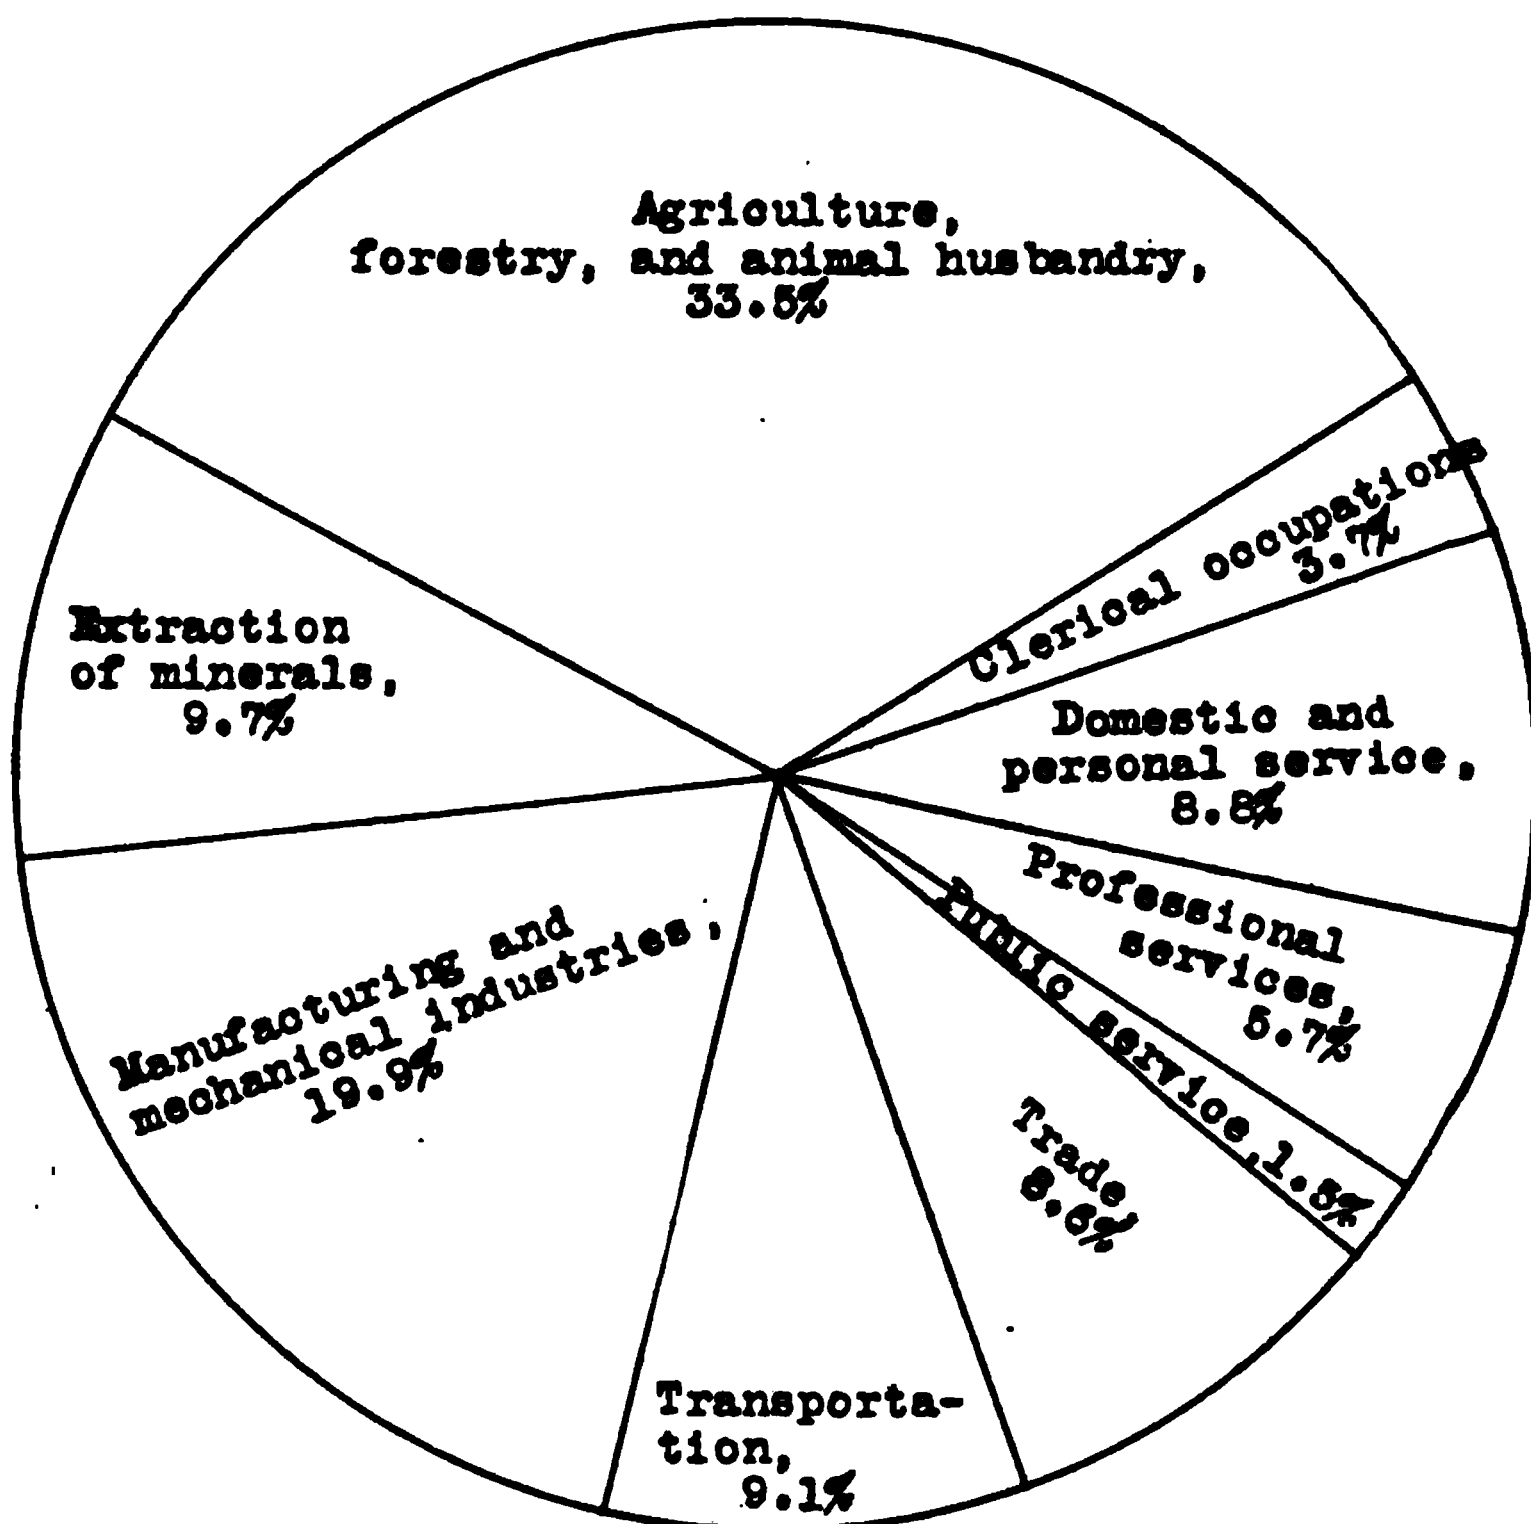 Agriculture,
forestry, and animal husbandry,
33.5%
Clerical occupations
3.7%
Extraction
of minerals,
9.7%
Domestic and
personal service,
8.8%
Professional
services,
5.7%
Public service,
Manufacturing and
mechanical industries,
19.9%
Trade,
8.6%
Transporta-
tion,
9.1%